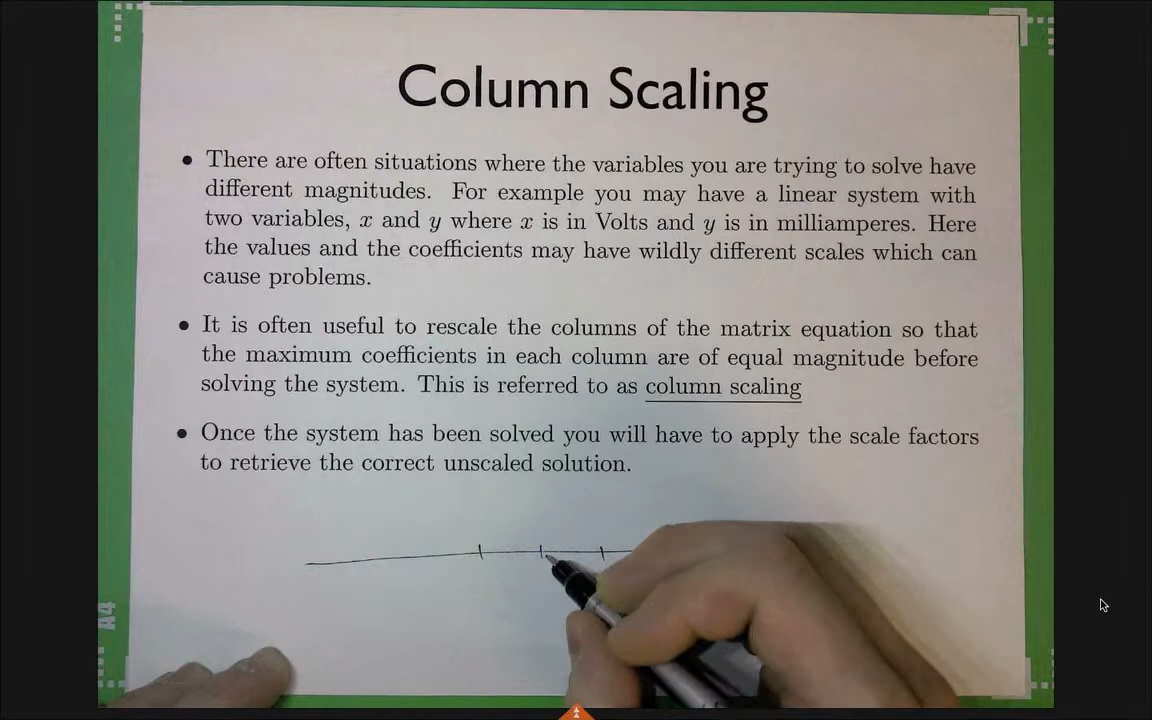 Column Scaling
• There are often situations where the variables you are trying to solve have
different magnitudes. For example you may have a linear system with
two variables, x and y where x is in Volts and y is in milliamperes. Here
the values and the coefficients may have wildly different scales which can
cause problems.
• It is often useful to rescale the columns of the matrix equation so that
the maximum coefficients in each column are of equal magnitude before
solving the system. This is referred to as column scaling
• Once the system has been solved you will have to apply the scale factors
to retrieve the correct unscaled solution.
A4